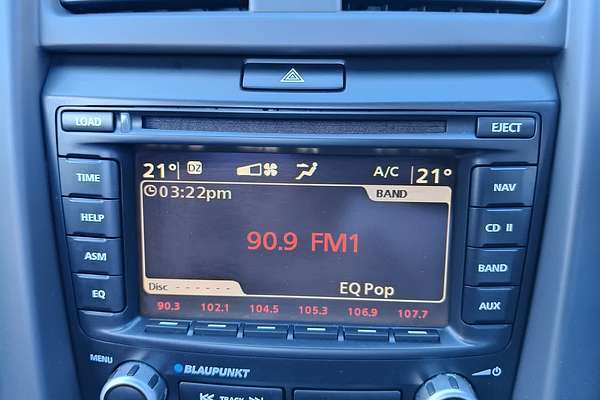 LOAD
EJECT
21° DZ A/C 21°
03:22pm BAND
90.9 FM1
Disc - - - - - - EQ Pop
90.3 102.1 104.5 105.3 106.9 107.7
TIME
HELP
ASM
EQ
NAV
CD II
BAND
AUX
MENU
BLAUPUNKT
TRACK